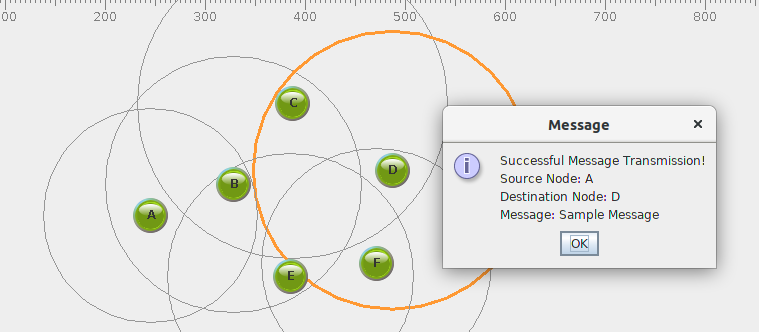 00 200 300 400 500 600 700 800
C
Message ×
Successful Message Transmission!
D
B
Source Node: A
Destination Node: D
A
Message: Sample Message
OK
F
E